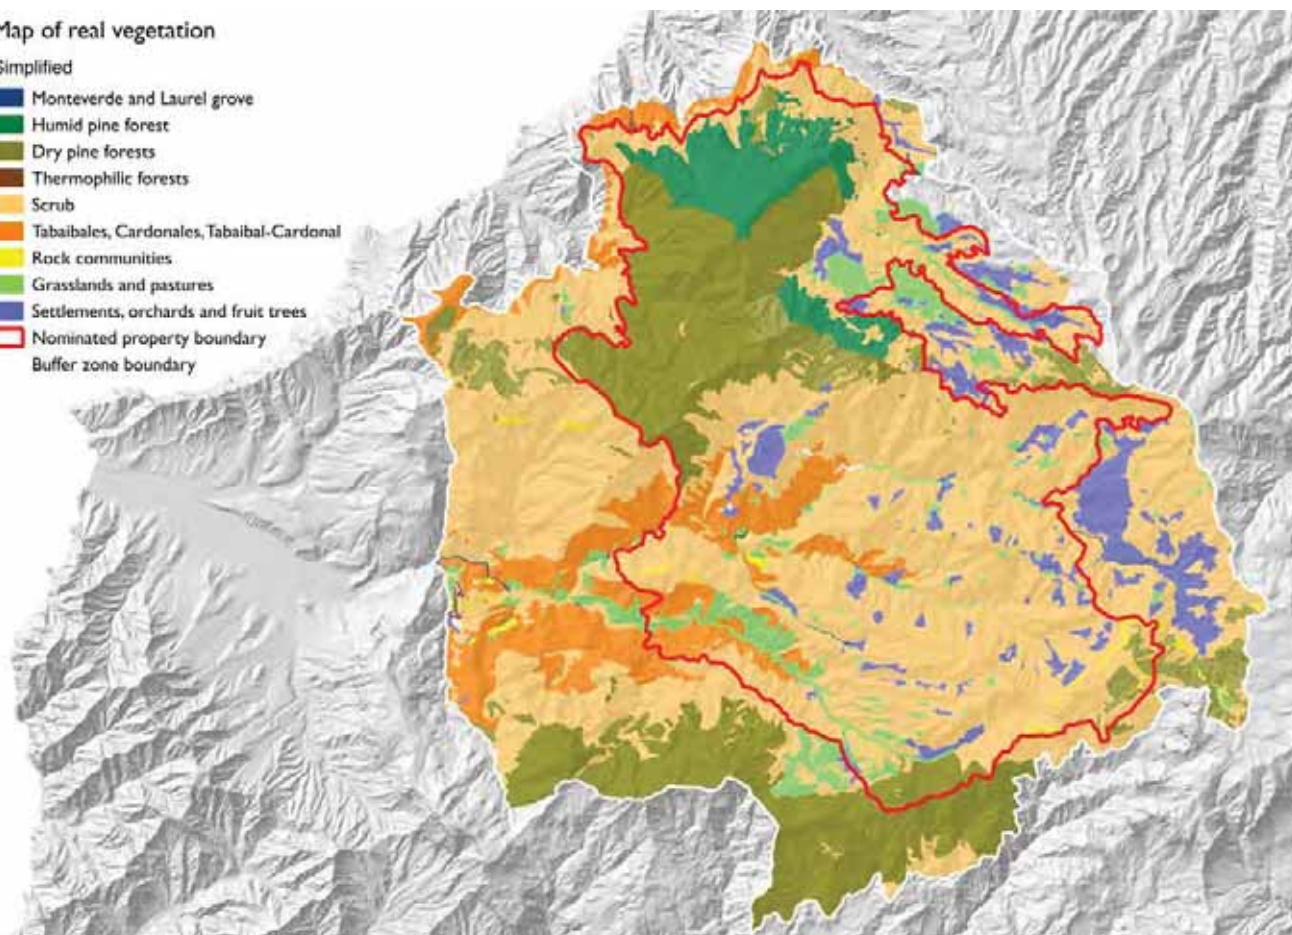 Map of real vegetation
Simplified
Monteverde and Laurel grove
Humid pine forest
Dry pine forests
Thermophilic forests
Scrub
Tabaibales, Cardonales, Tabaibal-Cardonal
Rock communities
Grasslands and pastures
Settlements, orchards and fruit trees
Nominated property boundary
Buffer zone boundary